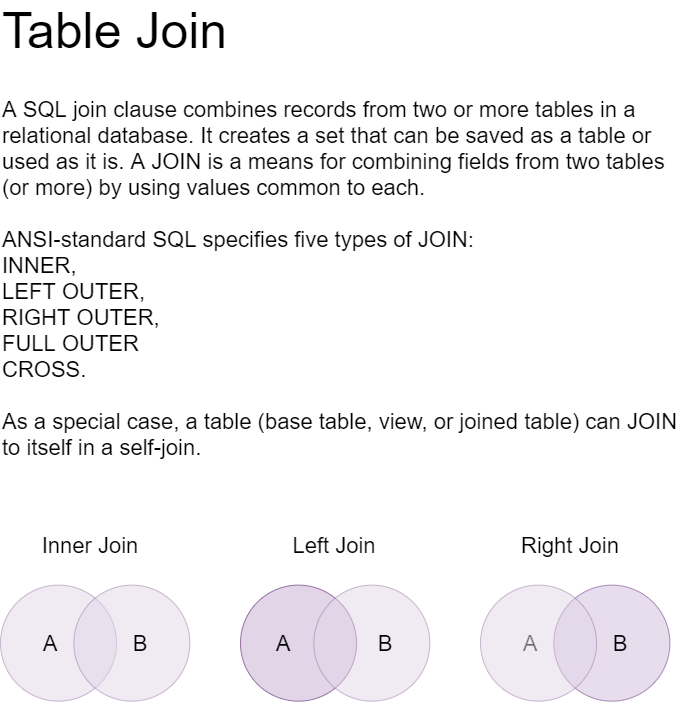 Table Join
A SQL join clause combines records from two or more tables in a
relational database. It creates a set that can be saved as a table or
used as it is. A JOIN is a means for combining fields from two tables
(or more) by using values common to each.
ANSI-standard SQL specifies five types of JOIN:
INNER,
LEFT OUTER,
RIGHT OUTER,
FULL OUTER
CROSS.
As a special case, a table (base table, view, or joined table) can JOIN
to itself in a self-join.
Inner Join Left Join Right Join
A B A B A B